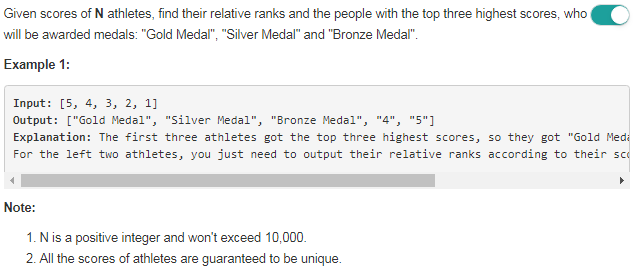 Given scores of N athletes, find their relative ranks and the people with the top three highest scores, who
will be awarded medals: "Gold Medal", "Silver Medal" and "Bronze Medal".
Example 1:
Input: [5, 4, 3, 2, 1]
Output: ["Gold Medal", "Silver Medal", "Bronze Medal", "4", "5"]
Explanation: The first three athletes got the top three highest scores, so they got "Gold Meda
For the left two athletes, you just need to output their relative ranks according to their sco
Note:
1. N is a positive integer and won't exceed 10,000.
2. All the scores of athletes are guaranteed to be unique.